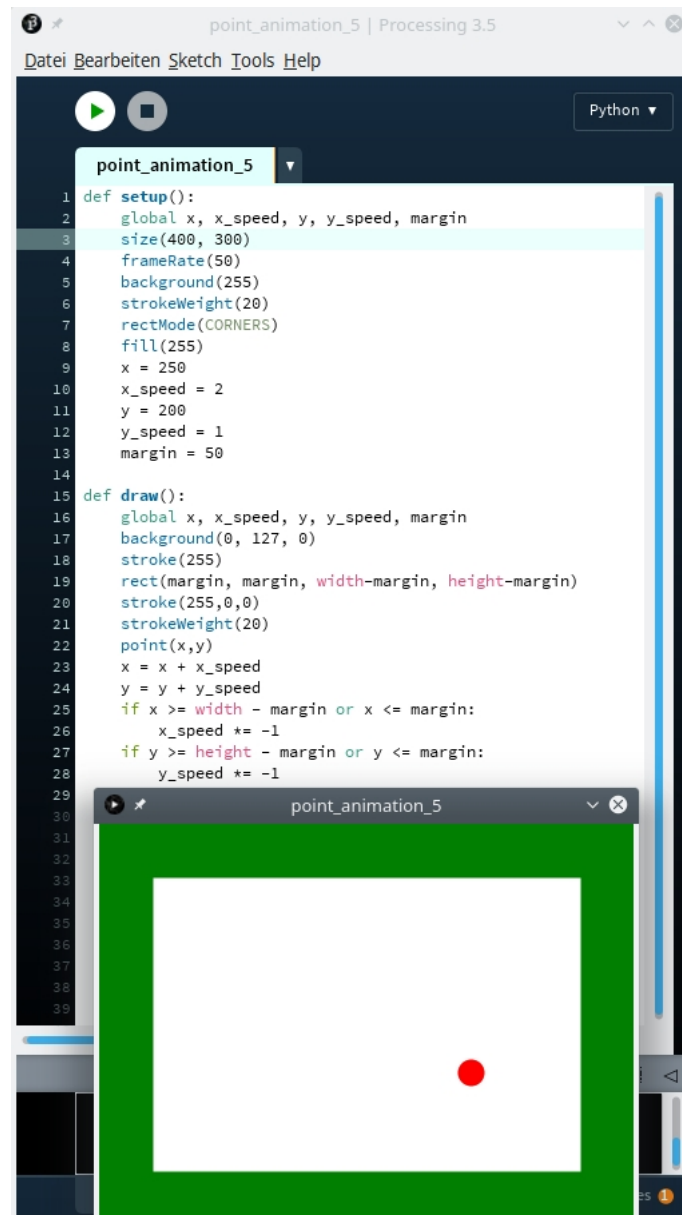 point_animation_5 | Processing 3.5
Datei Bearbeiten Sketch Tools Help
Python ▼
point_animation_5 ▼
1 def setup():
2     global x, x_speed, y, y_speed, margin
3     size(400, 300)
4     frameRate(50)
5     background(255)
6     strokeWeight(20)
7     rectMode(CORNERS)
8     fill(255)
9     x = 250
10     x_speed = 2
11     y = 200
12     y_speed = 1
13     margin = 50
14
15 def draw():
16     global x, x_speed, y, y_speed, margin
17     background(0, 127, 0)
18     stroke(255)
19     rect(margin, margin, width-margin, height-margin)
20     stroke(255,0,0)
21     strokeWeight(20)
22     point(x,y)
23     x = x + x_speed
24     y = y + y_speed
25     if x >= width - margin or x <= margin:
26         x_speed *= -1
27     if y >= height - margin or y <= margin:
28         y_speed *= -1
29
point_animation_5
30
31
32
33
34
35
36
37
38
39
es 1